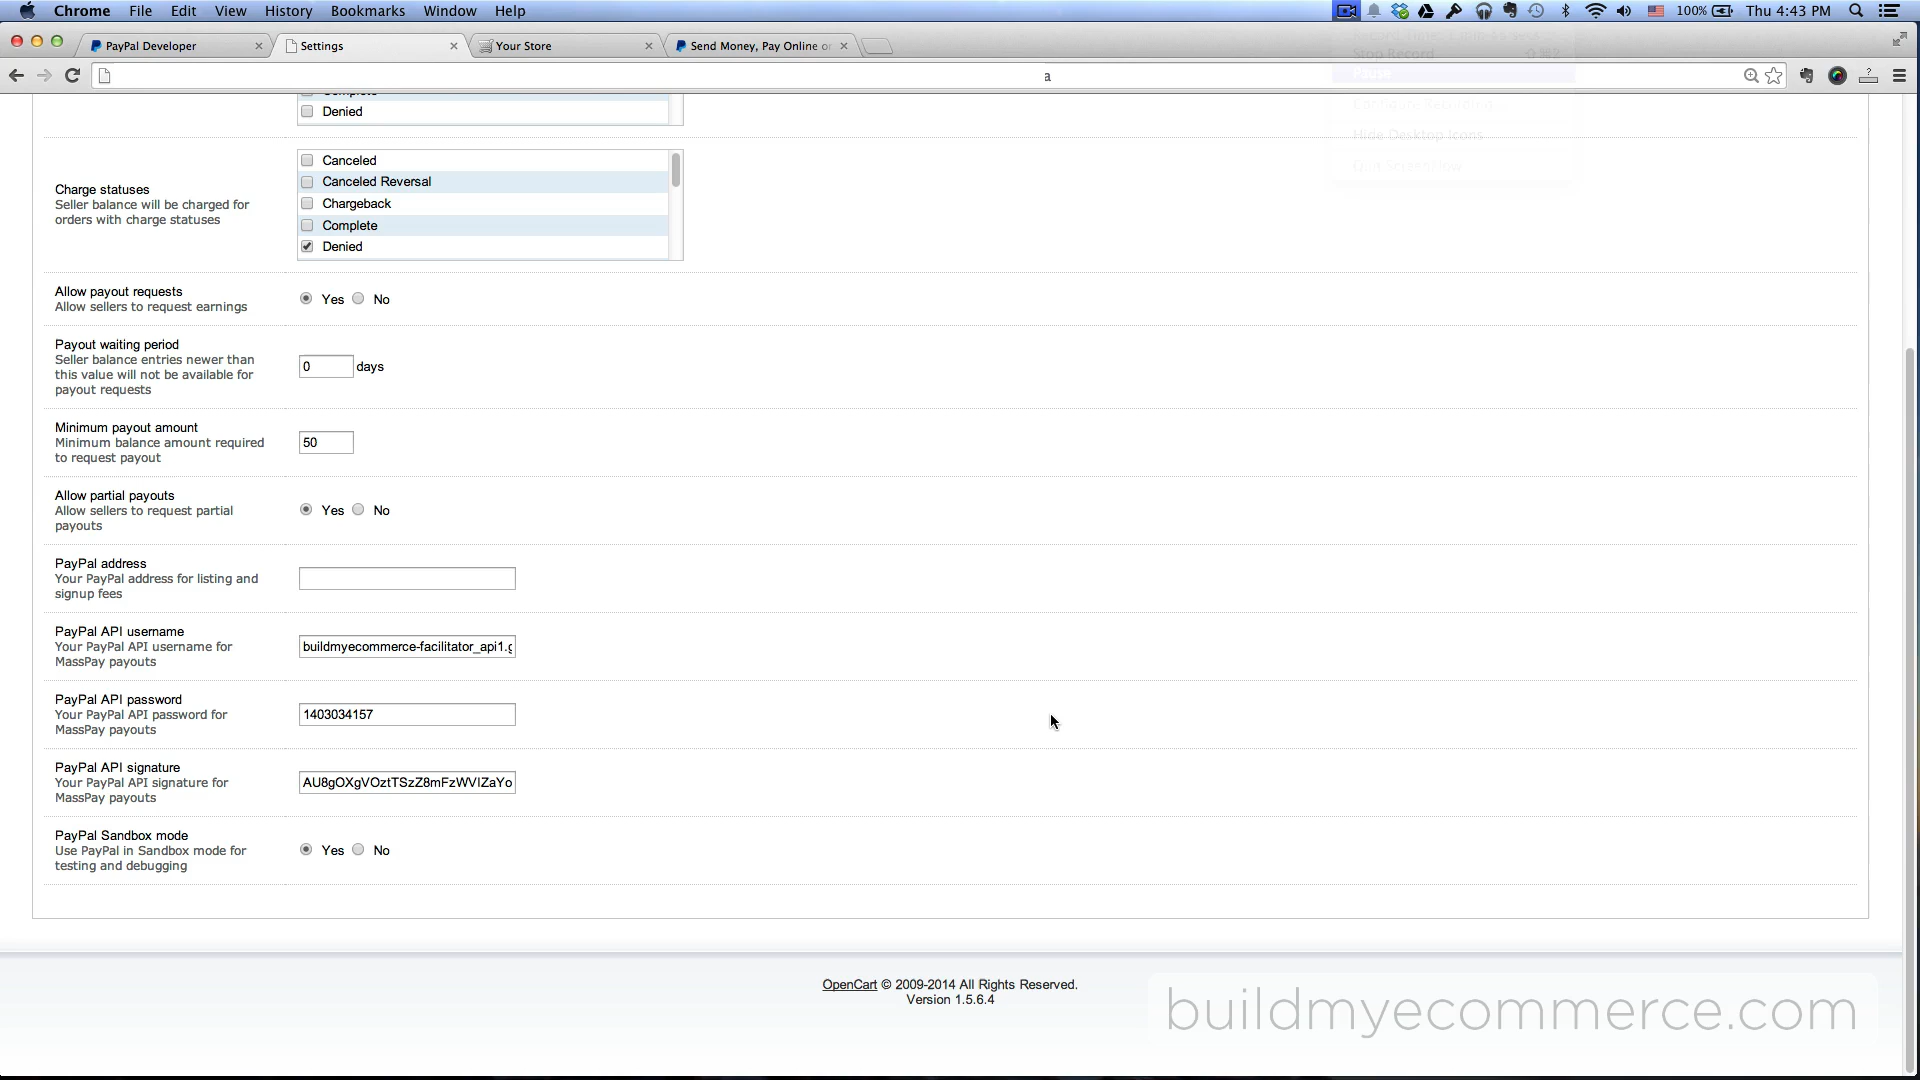 Chrome File Edit View History Bookmarks Window Help 100% Thu 4:43 PM
PayPal Developer Settings Your Store Send Money, Pay Online or
Stop Record
Pause
a
Hide Desktop Icons
Denied
Charge statuses
Seller balance will be charged for
orders with charge statuses
Canceled
Canceled Reversal
Chargeback
Complete
Denied
Allow payout requests
Allow sellers to request earnings
Yes No
Payout waiting period
Seller balance entries newer than
this value will not be available for
payout requests
0 days
Minimum payout amount
Minimum balance amount required
to request payout
50
Allow partial payouts
Allow sellers to request partial
payouts
Yes No
PayPal address
Your PayPal address for listing and
signup fees
PayPal API username
Your PayPal API username for
MassPay payouts
buildmyecommerce-facilitator_api1.g
PayPal API password
Your PayPal API password for
MassPay payouts
1403034157
PayPal API signature
Your PayPal API signature for
MassPay payouts
AU8gOXgVOztTSzZ8mFzWVIZaYo
PayPal Sandbox mode
Use PayPal in Sandbox mode for
testing and debugging
Yes No
OpenCart © 2009-2014 All Rights Reserved.
Version 1.5.6.4
buildmyecommerce.com